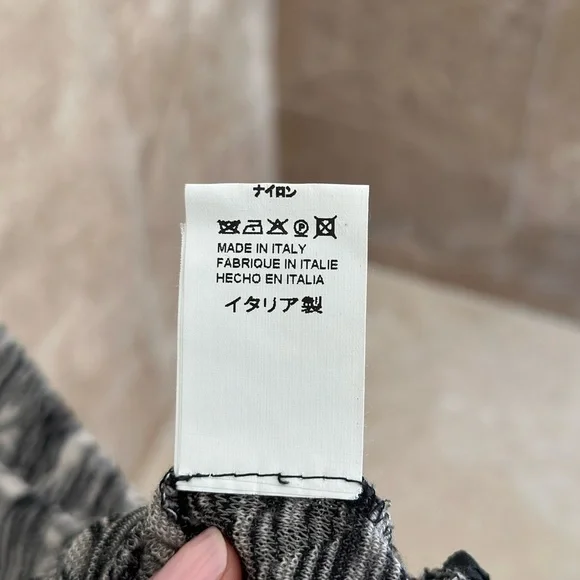 ナイロン
P
MADE IN ITALY
FABRIQUE IN ITALIE
HECHO EN ITALIA
イタリア製